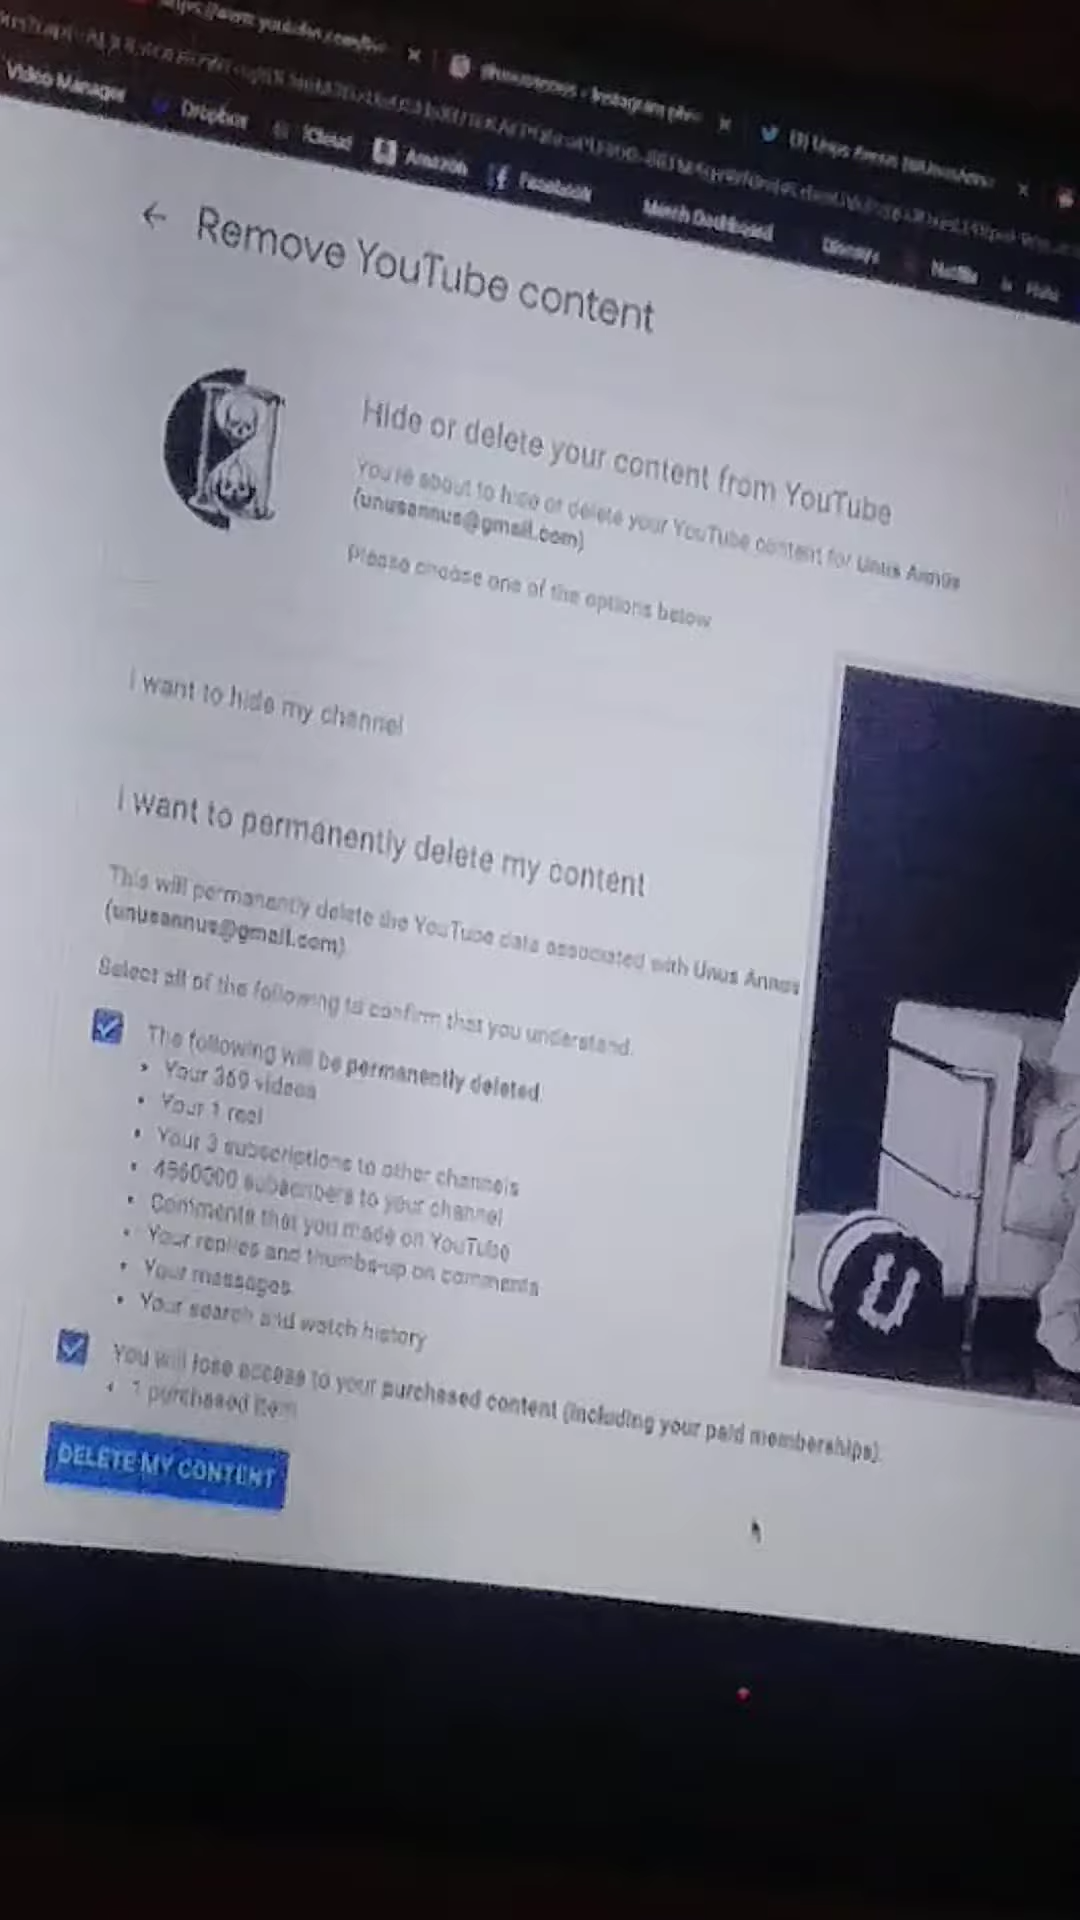 Video Manager
Dropbox
iCloud
Amazon
Facebook
Merch Dashboard
Netflix
Remove YouTube content
Hide or delete your content from YouTube
You're about to hide or delete your YouTube content for Unus Annus
(unusannus@gmail.com)
Please choose one of the options below
I want to hide my channel
I want to permanently delete my content
This will permanently delete the YouTube data associated with Unus Annus
(unusannus@gmail.com)
Select all of the following to confirm that you understand.
The following will be permanently deleted.
• Your 369 videos
• Your 1 reel
• Your 3 subscriptions to other channels
• 4560000 subscribers to your channel
• Comments that you made on YouTube
• Your replies and thumbs-up on comments
• Your messages
• Your search and watch history
You will lose access to your purchased content (including your paid memberships).
• 1 purchased item
DELETE MY CONTENT
U